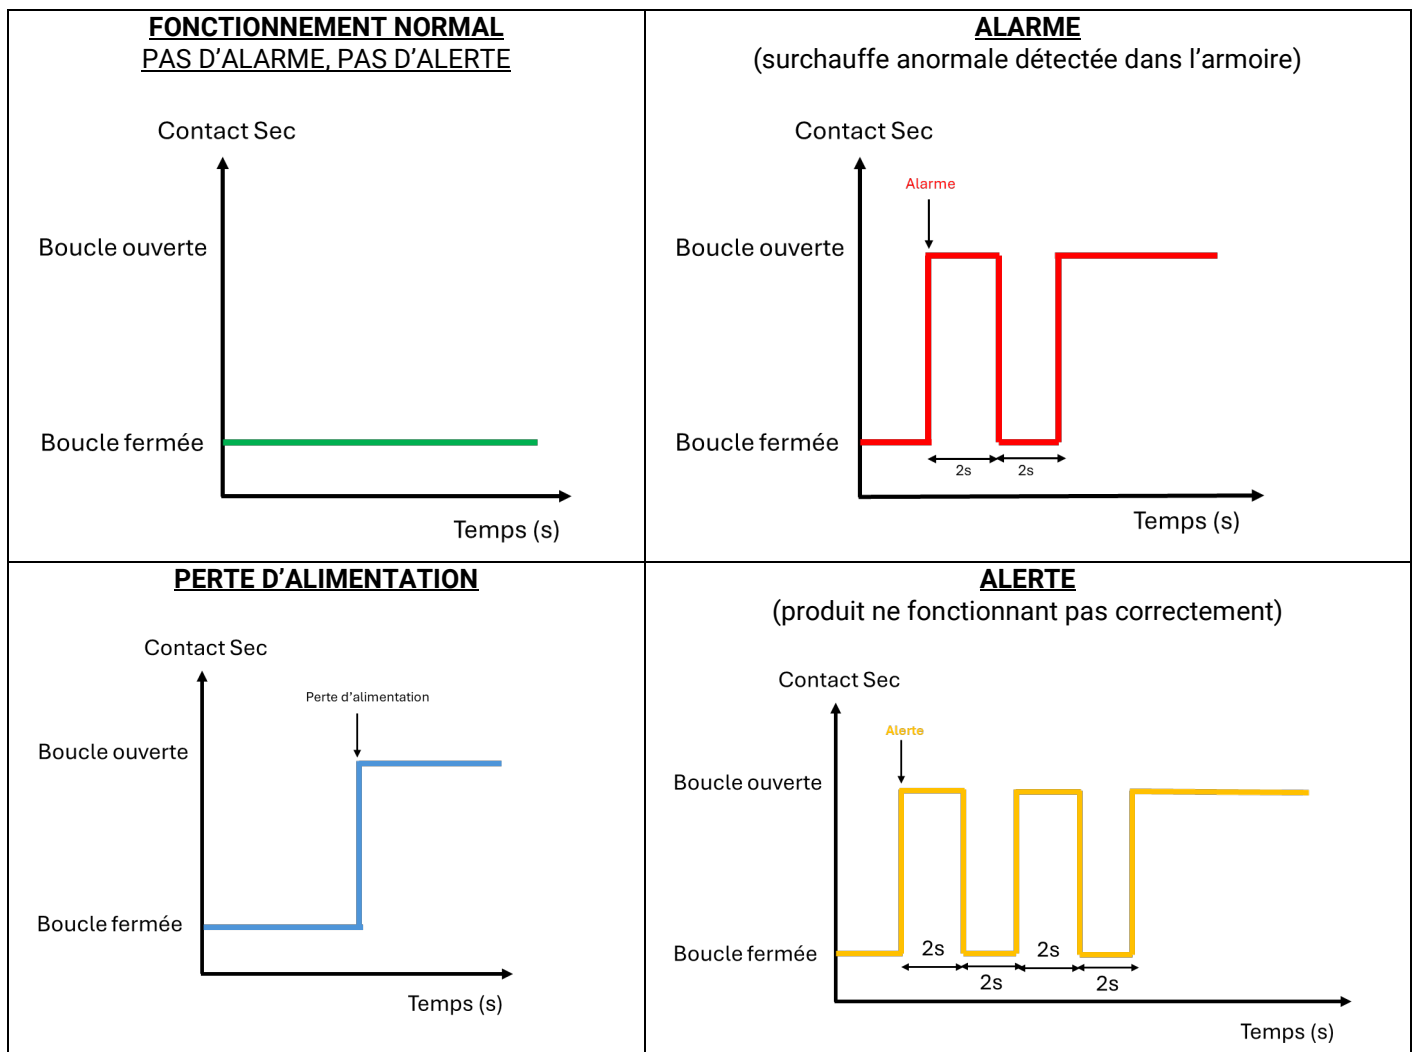 FONCTIONNEMENT NORMAL
PAS D'ALARME, PAS D'ALERTE
Contact Sec
Boucle ouverte
Boucle fermée
Temps (s)
ALARME
(surchauffe anormale détectée dans l'armoire)
Contact Sec
Alarme
Boucle ouverte
Boucle fermée
2s
2s
Temps (s)
PERTE D'ALIMENTATION
Contact Sec
Perte d'alimentation
Boucle ouverte
Boucle fermée
Temps (s)
ALERTE
(produit ne fonctionnant pas correctement)
Contact Sec
Alerte
Boucle ouverte
Boucle fermée
2s
2s
2s
2s
Temps (s)